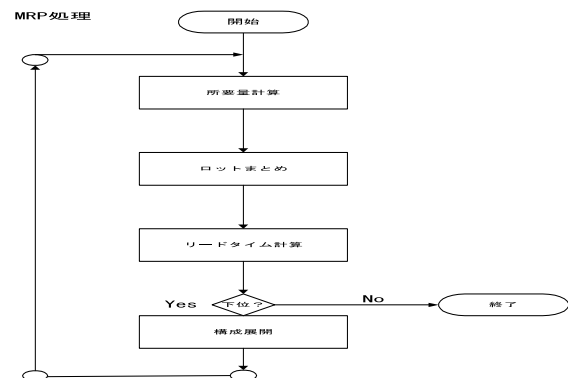 MRP処理
開始
所要量計算
ロットまとめ
リードタイム計算
Yes
下位？
No
終了
構成展開